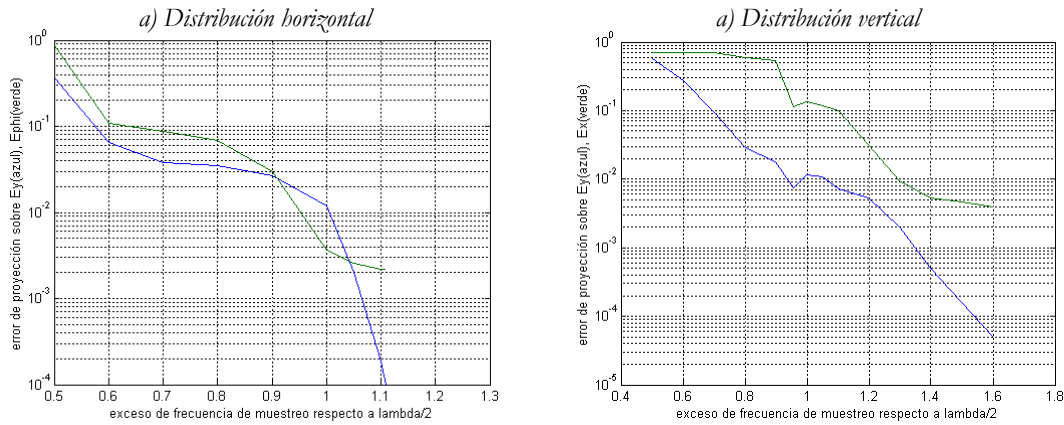 a) Distribución horizontal
10^0
10^-1
10^-2
10^-3
10^-4
error de proyección sobre Ey(azul), Ephi(verde)
0.5 0.6 0.7 0.8 0.9 1 1.1 1.2 1.3
exceso de frecuencia de muestreo respecto a lambda/2
a) Distribución vertical
10^0
10^-1
10^-2
10^-3
10^-4
10^-5
error de proyección sobre Ey(azul), Ex(verde)
0.4 0.6 0.8 1 1.2 1.4 1.6 1.8
exceso de frecuencia de muestreo respecto a lambda/2